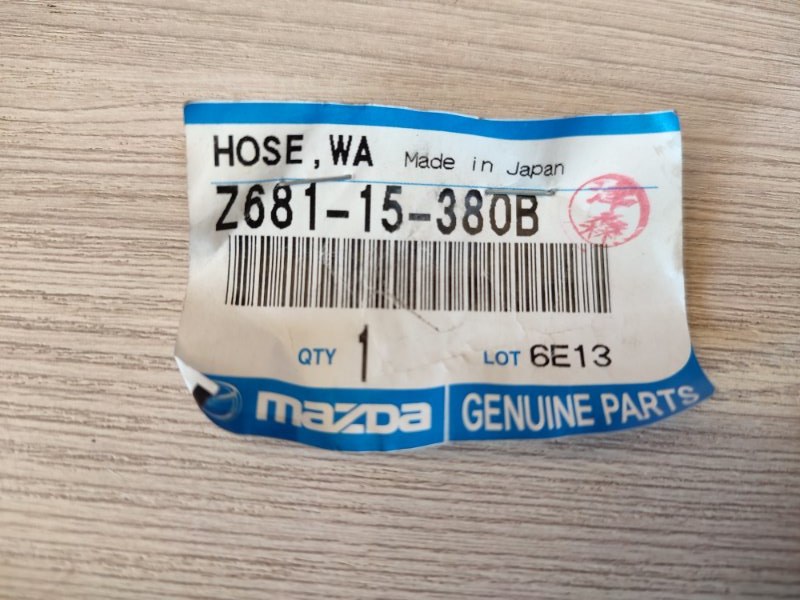 HOSE,WA Made in Japan
Z681-15-380B
QTY 1 LOT 6E13
mazda GENUINE PARTS